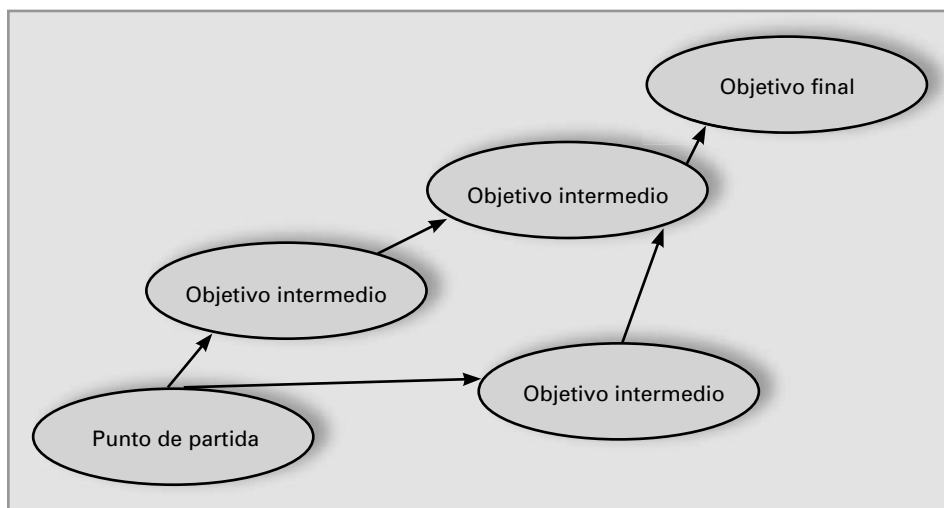 Objetivo final
Objetivo intermedio
Objetivo intermedio
Objetivo intermedio
Punto de partida